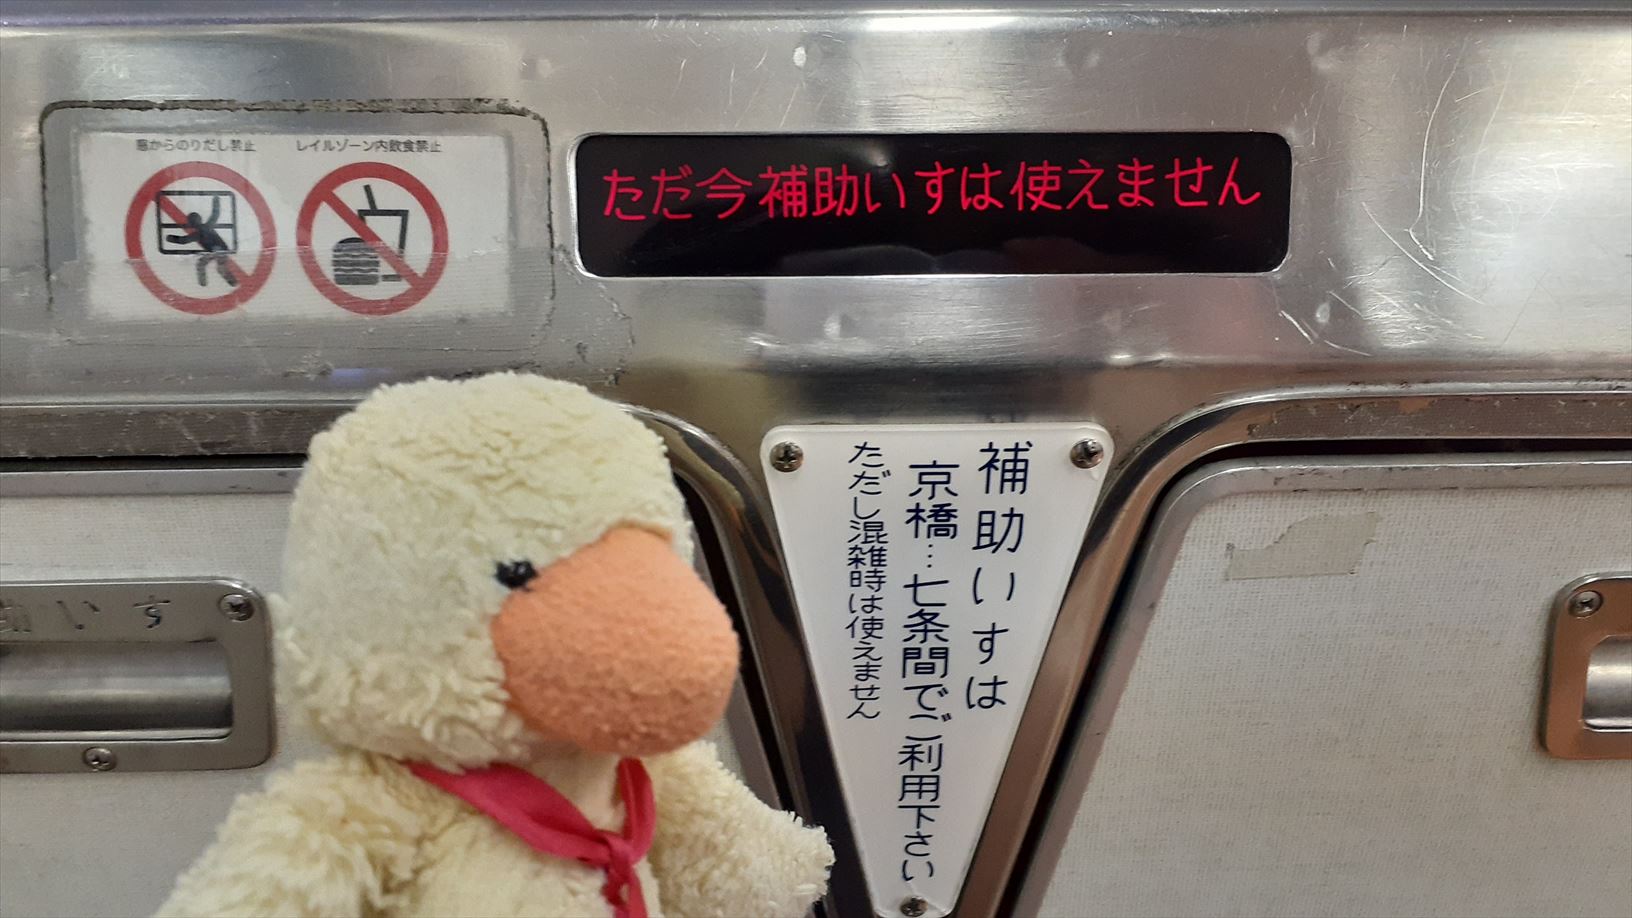 窓からのりだし禁止
レイルゾーン内飲食禁止
ただ今補助いすは使えません
補助いすは
京橋…七条間でご利用下さい
ただし混雑時は使えません
助いす